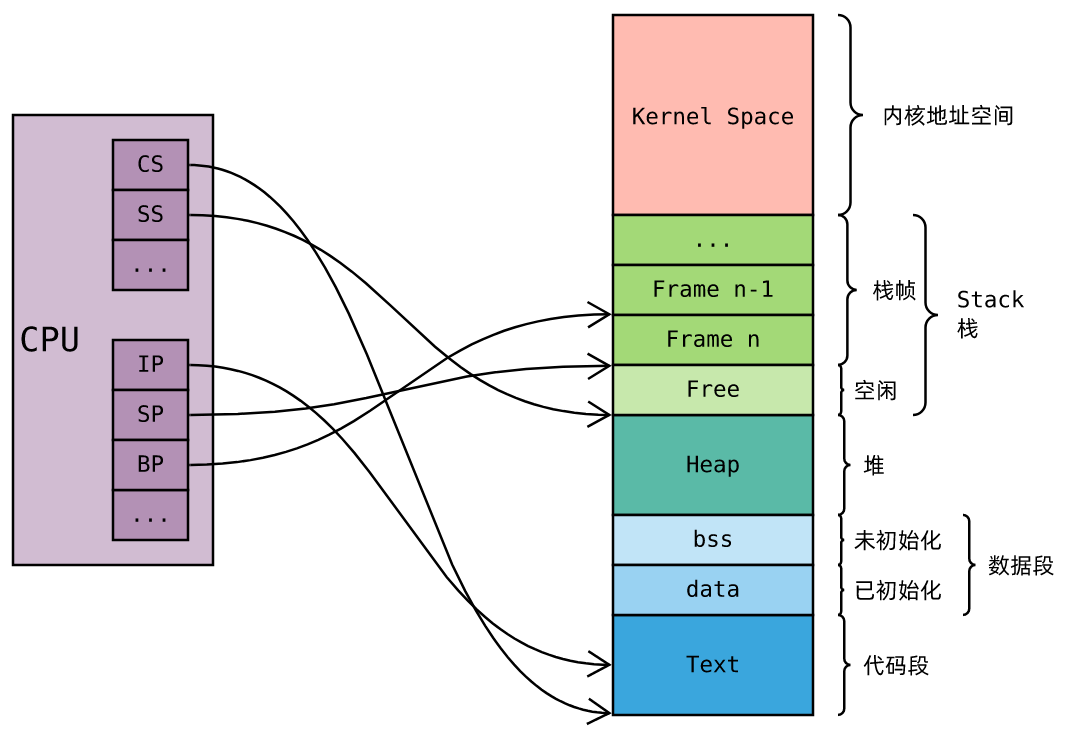 CPU
CS
SS
...
IP
SP
BP
...
Kernel Space
...
Frame n-1
Frame n
Free
Heap
bss
data
Text
内核地址空间
栈帧
Stack
栈
空闲
堆
未初始化
已初始化
数据段
代码段